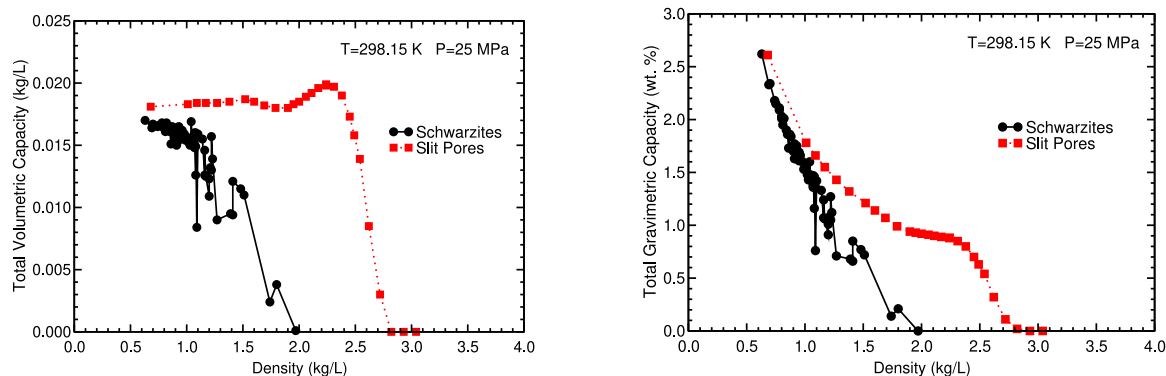 0.025
0.020
0.015
0.010
0.005
0.000
Total Volumetric Capacity (kg/L)
T=298.15 K P=25 MPa
Schwarzites
Slit Pores
0.0 0.5 1.0 1.5 2.0 2.5 3.0 3.5 4.0
Density (kg/L)
3.0
2.5
2.0
1.5
1.0
0.5
0.0
Total Gravimetric Capacity (wt. %)
T=298.15 K P=25 MPa
Schwarzites
Slit Pores
0.0 0.5 1.0 1.5 2.0 2.5 3.0 3.5 4.0
Density (kg/L)